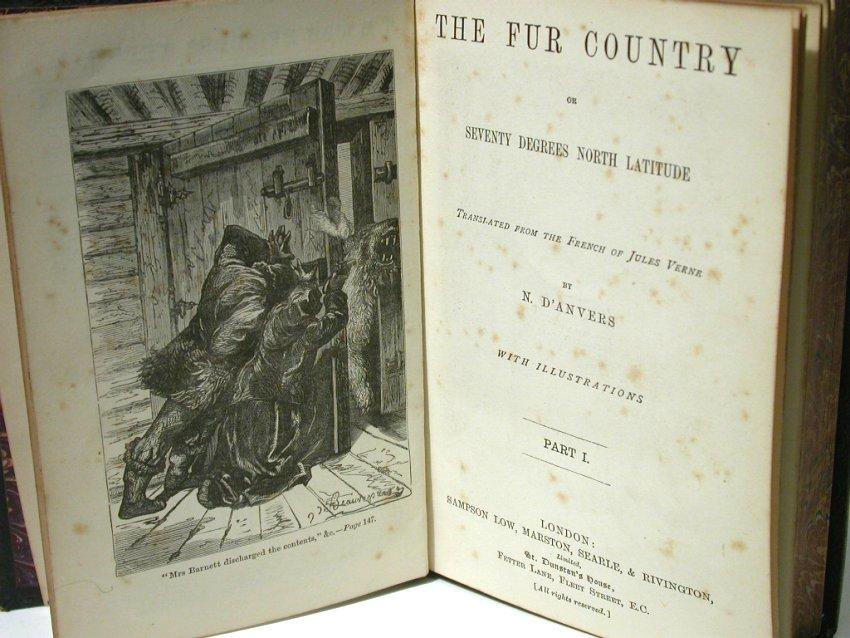 "Mrs Barnett discharged the contents," &c.—Page 147.
THE FUR COUNTRY
OR
SEVENTY DEGREES NORTH LATITUDE
TRANSLATED FROM THE FRENCH OF JULES VERNE
BY
N. D'ANVERS
WITH ILLUSTRATIONS
PART I.
LONDON:
SAMPSON LOW, MARSTON, SEARLE, & RIVINGTON,
Limited,
St. Dunstan's House,
FETTER LANE, FLEET STREET, E.C.
[All rights reserved.]